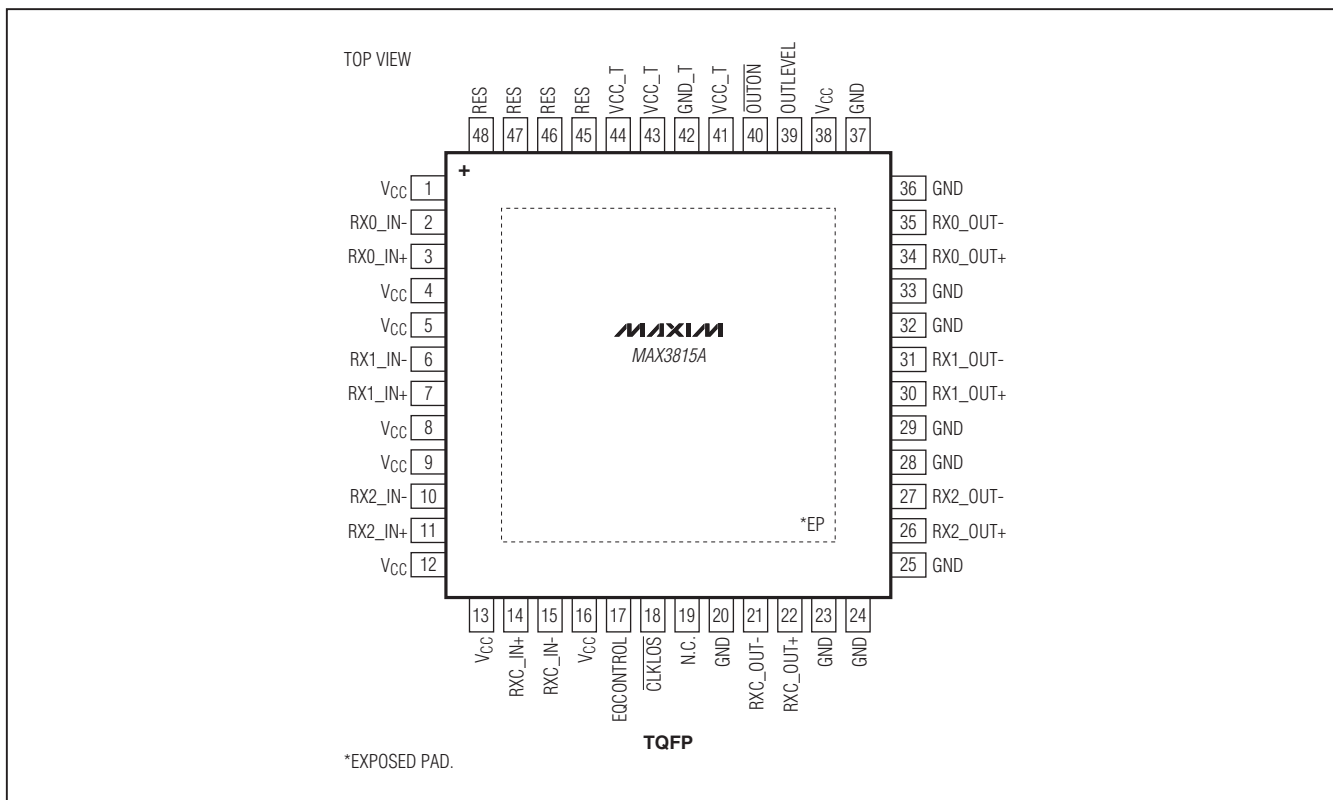 TOP VIEW
RES
RES
RES
RES
VCC_T
VCC_T
GND_T
VCC_T
OUTON
OUTLEVEL
VCC
GND
48 47 46 45 44 43 42 41 40 39 38 37
+
VCC 1
RX0_IN- 2
RX0_IN+ 3
VCC 4
VCC 5
RX1_IN- 6
RX1_IN+ 7
VCC 8
VCC 9
RX2_IN- 10
RX2_IN+ 11
VCC 12
MAXIM
MAX3815A
*EP
36 GND
35 RX0_OUT-
34 RX0_OUT+
33 GND
32 GND
31 RX1_OUT-
30 RX1_OUT+
29 GND
28 GND
27 RX2_OUT-
26 RX2_OUT+
25 GND
13 14 15 16 17 18 19 20 21 22 23 24
VCC
RXC_IN+
RXC_IN-
VCC
EQCONTROL
CLKLOS
N.C.
GND
RXC_OUT-
RXC_OUT+
GND
GND
TQFP
*EXPOSED PAD.